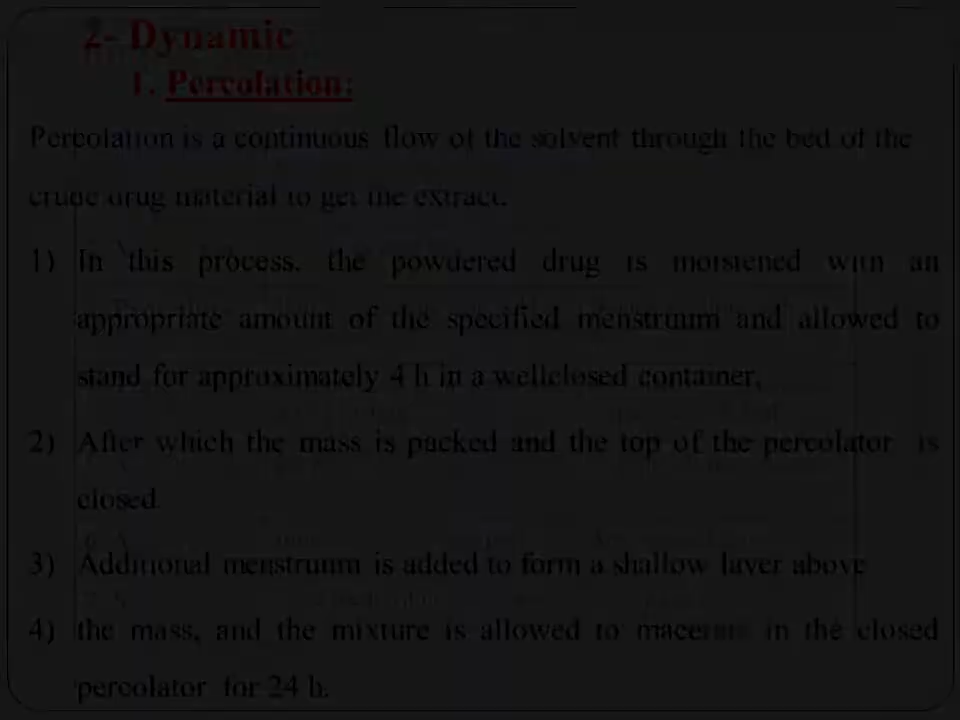 2- Dynamic
1. Percolation:
Percolation is a continuous flow of the solvent through the bed of the
crude drug material to get the extract.
1) In this process, the powdered drug is moistened with an
appropriate amount of the specified menstruum and allowed to
stand for approximately 4 h in a wellclosed container,
2) After which the mass is packed and the top of the percolator is
closed.
3) Additional menstruum is added to form a shallow layer above
4) the mass, and the mixture is allowed to macerate in the closed
percolator for 24 h.